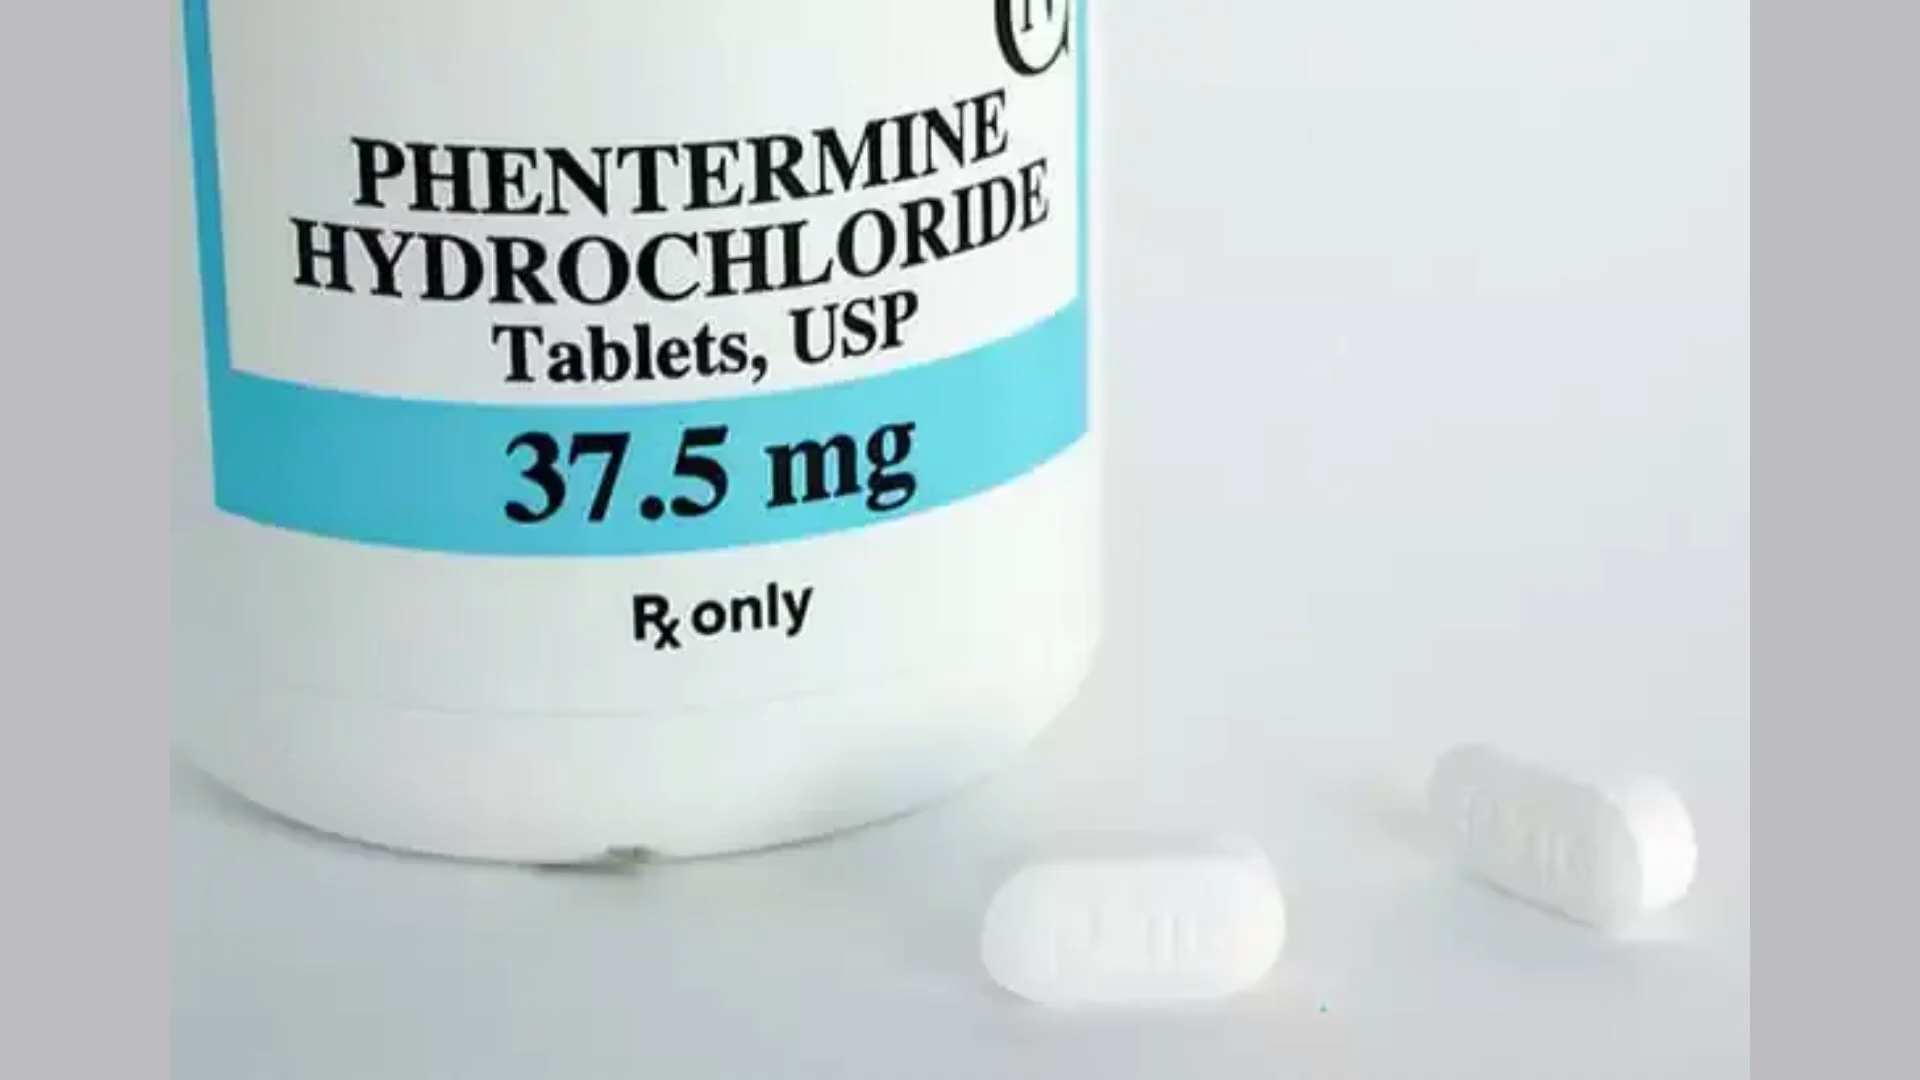 PHENTERMINE
HYDROCHLORIDE
Tablets, USP
37.5 mg
Rx only